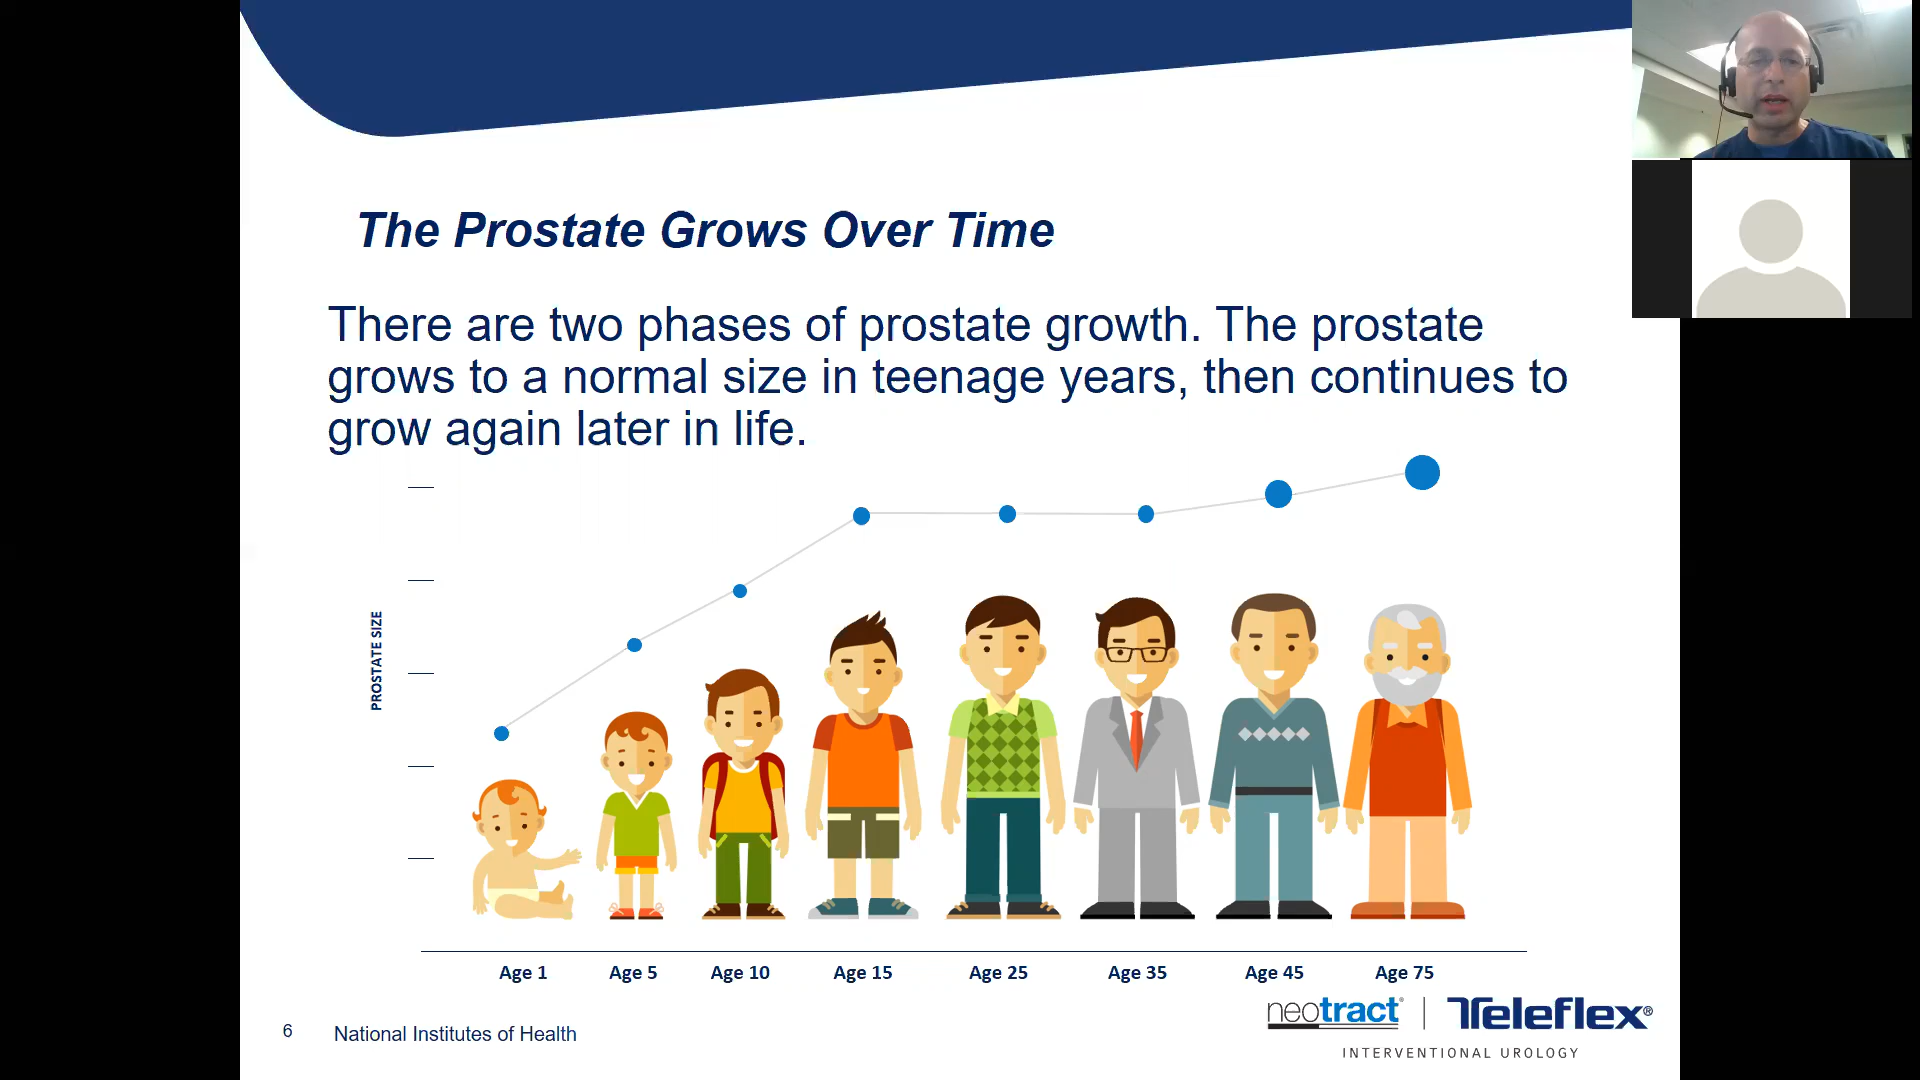 The Prostate Grows Over Time
There are two phases of prostate growth. The prostate
grows to a normal size in teenage years, then continues to
grow again later in life.
PROSTATE SIZE
Age 1
Age 5
Age 10
Age 15
Age 25
Age 35
Age 45
Age 75
6
National Institutes of Health
neotract®
Teleflex®
INTERVENTIONAL UROLOGY